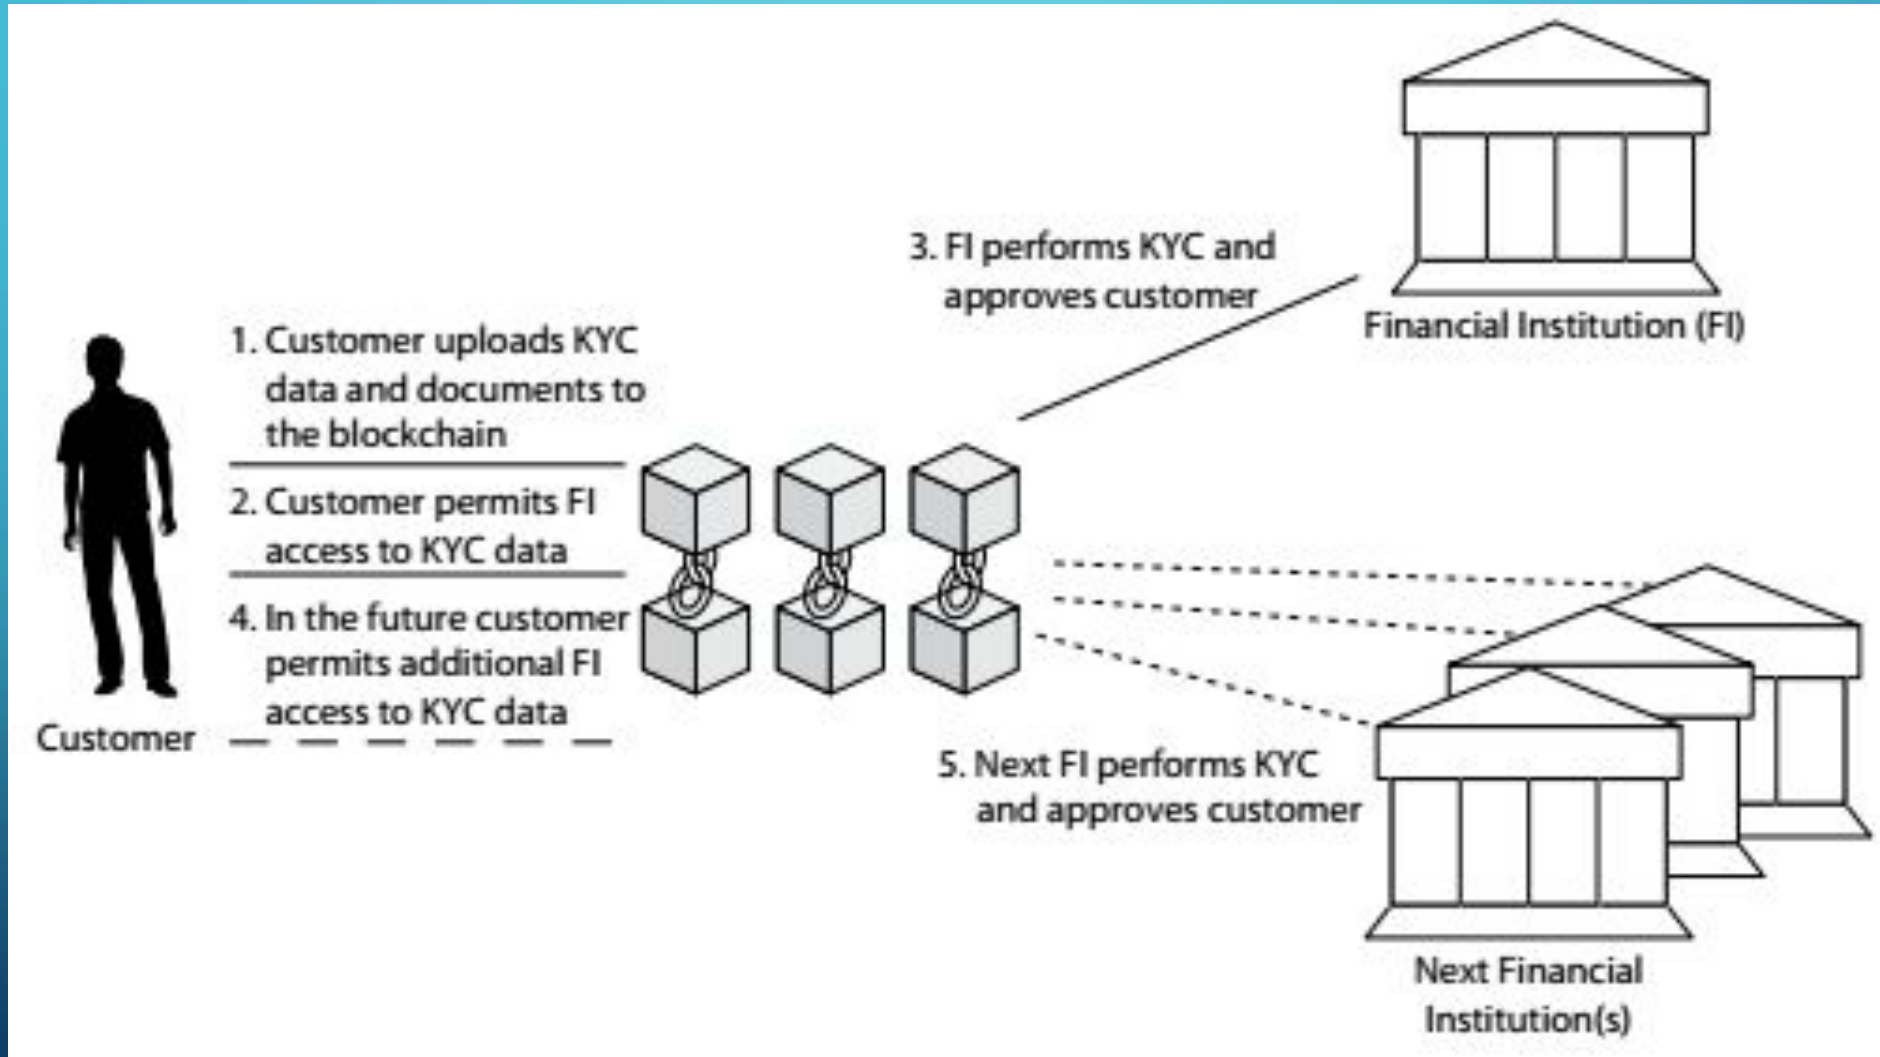 1. Customer uploads KYC
data and documents to
the blockchain
2. Customer permits FI
access to KYC data
3. FI performs KYC and
approves customer
Financial Institution (FI)
4. In the future customer
permits additional FI
access to KYC data
Customer
5. Next FI performs KYC
and approves customer
Next Financial
Institution(s)